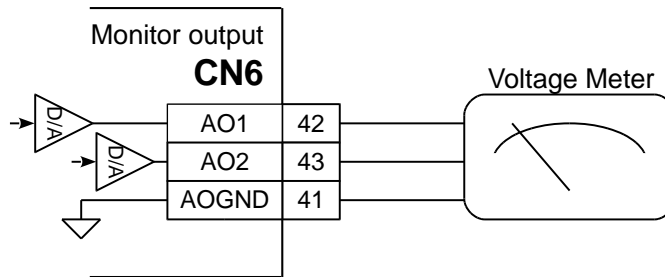 Monitor output
CN6
Voltage Meter
D/A
AO1 42
D/A
AO2 43
AOGND 41